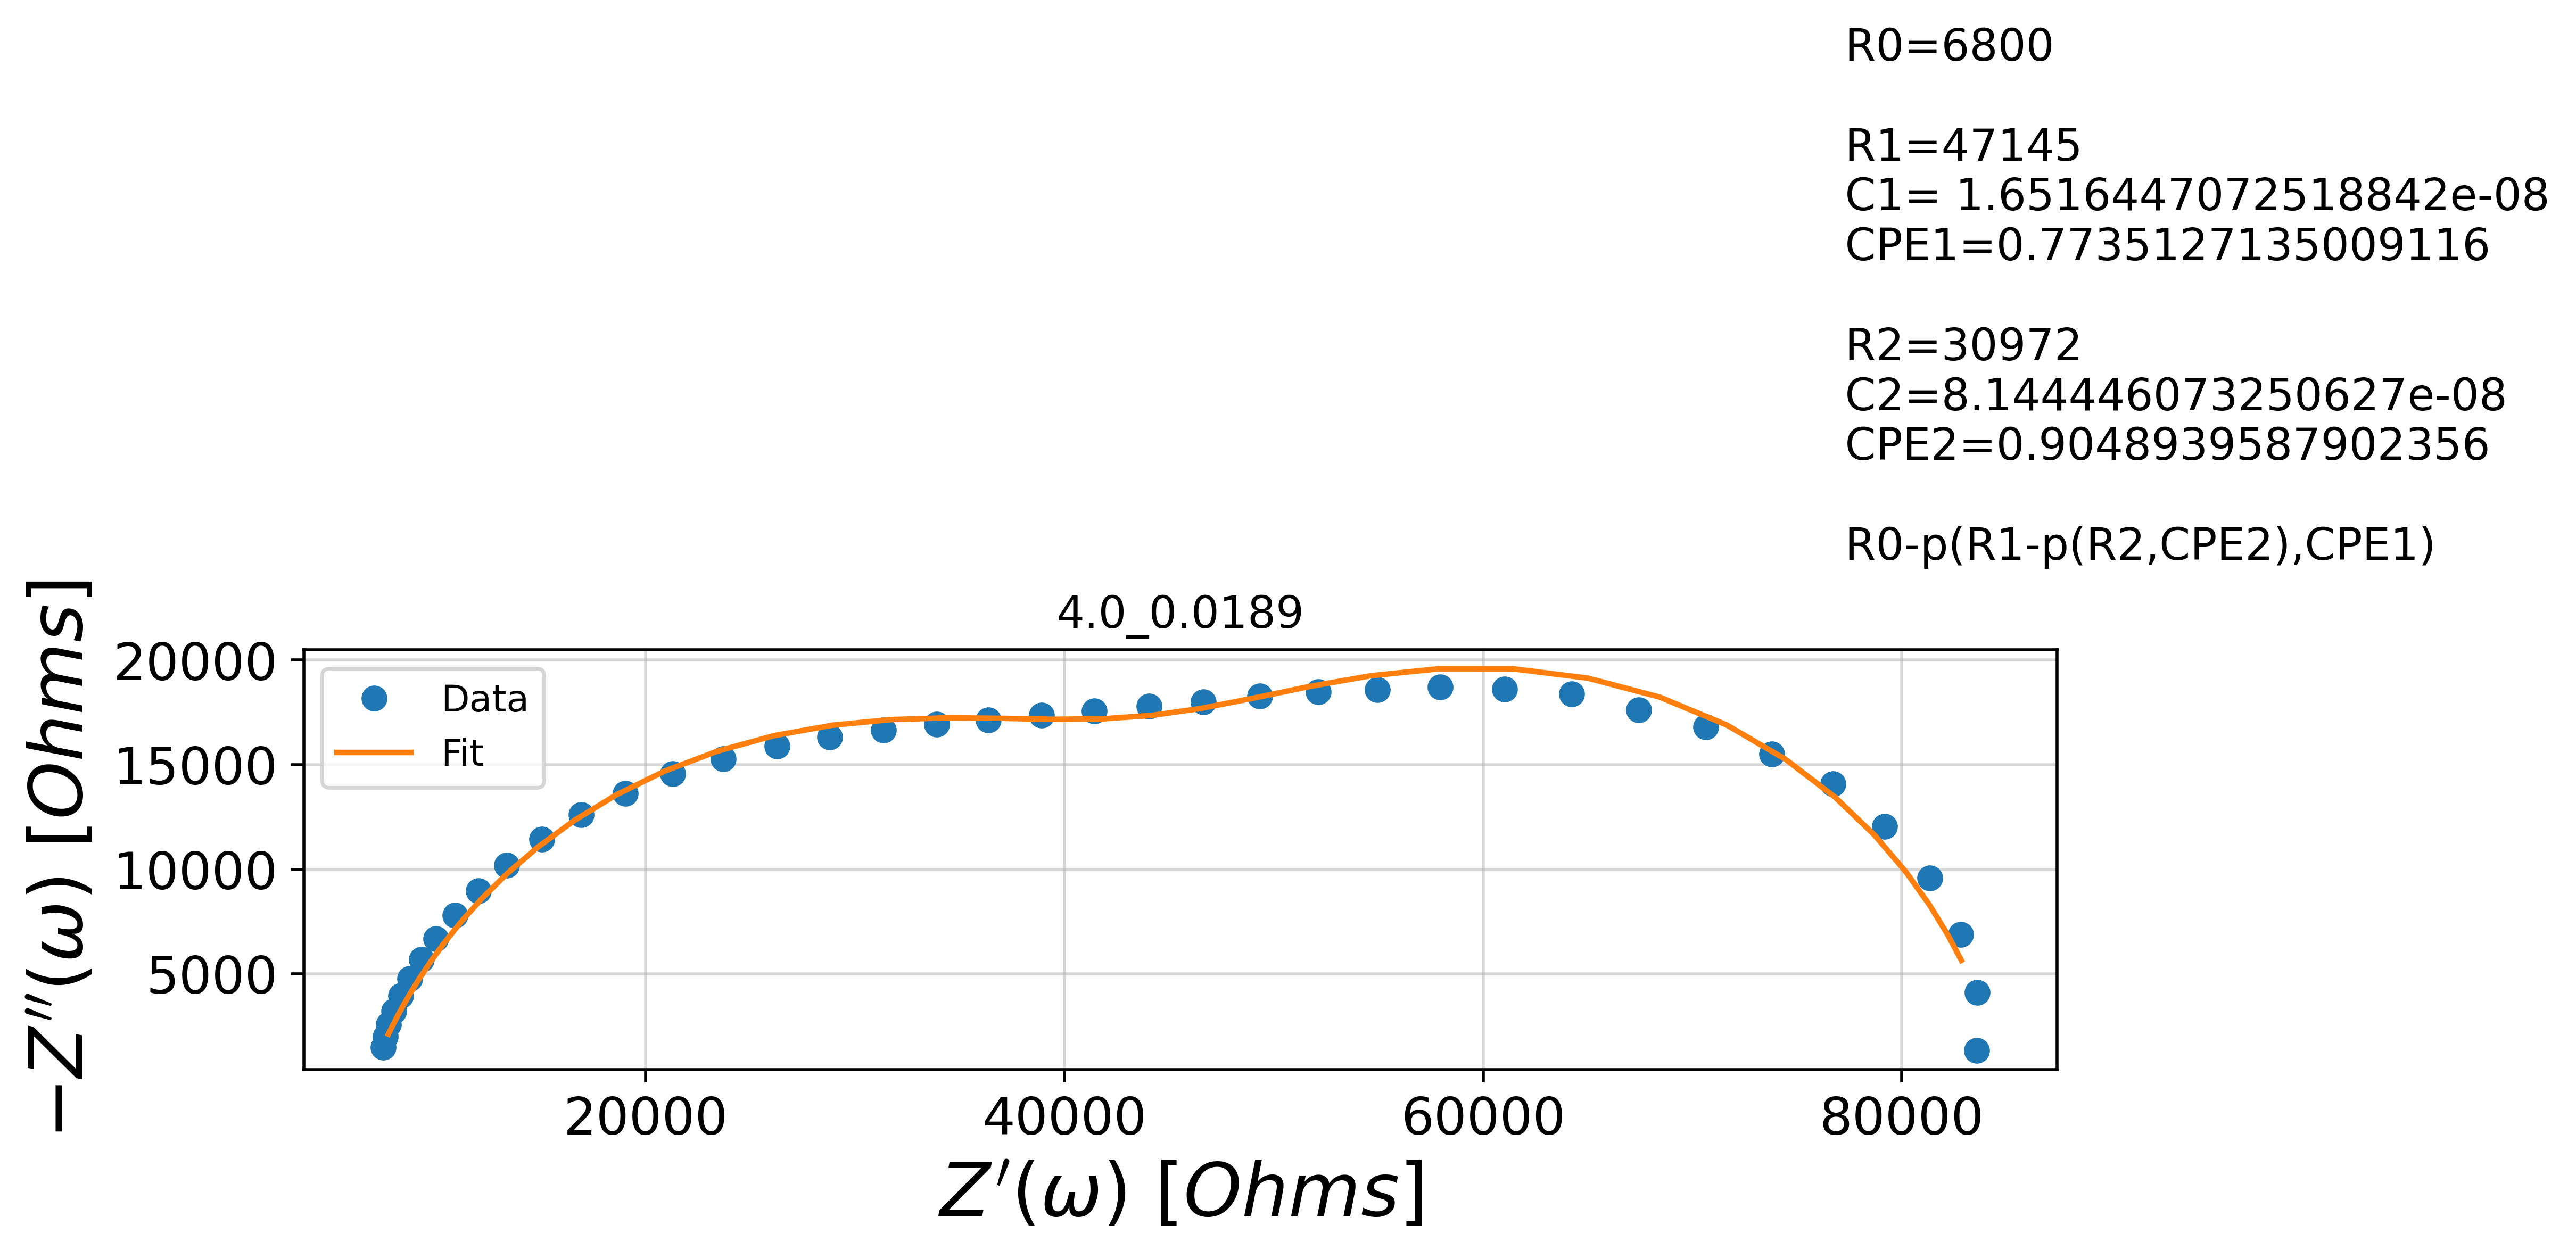 R0=6800
R1=47145
C1= 1.6516447072518842e-08
CPE1=0.7735127135009116
R2=30972
C2=8.144446073250627e-08
CPE2=0.9048939587902356
R0-p(R1-p(R2,CPE2),CPE1)
4.0_0.0189
−Z′′(ω) [Ohms]
20000
15000
10000
5000
Data
Fit
20000 40000 60000 80000
Z′(ω) [Ohms]